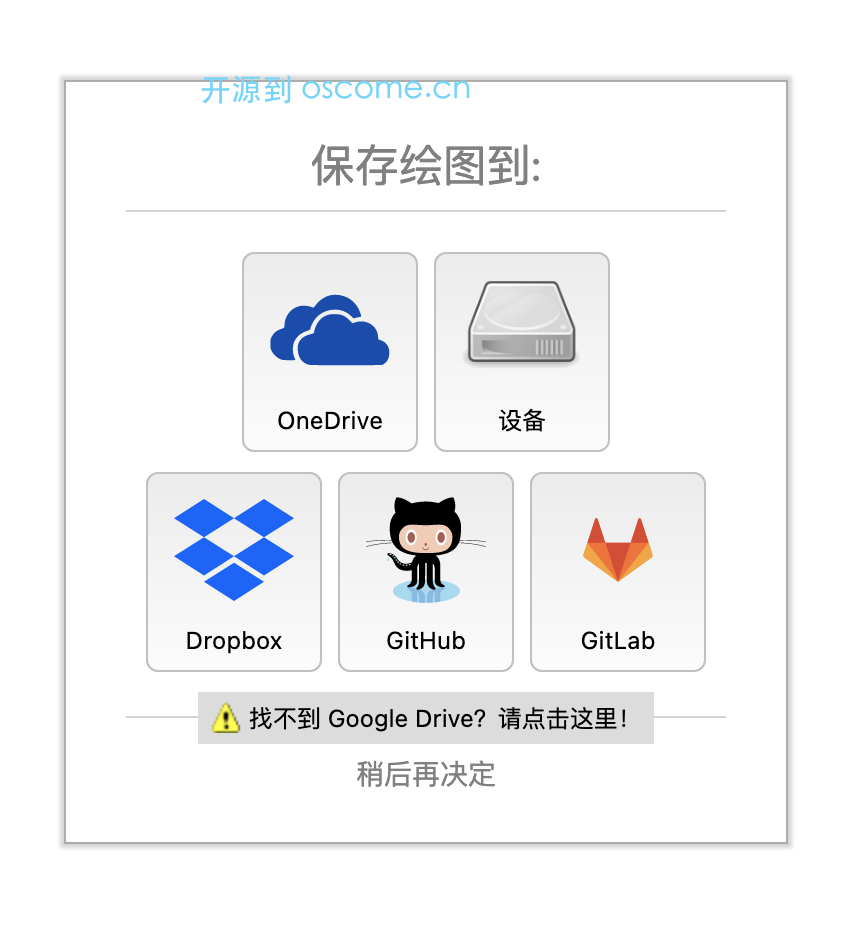 开源到 oscome.cn
保存绘图到:
OneDrive
设备
Dropbox
GitHub
GitLab
找不到 Google Drive？请点击这里！
稍后再决定